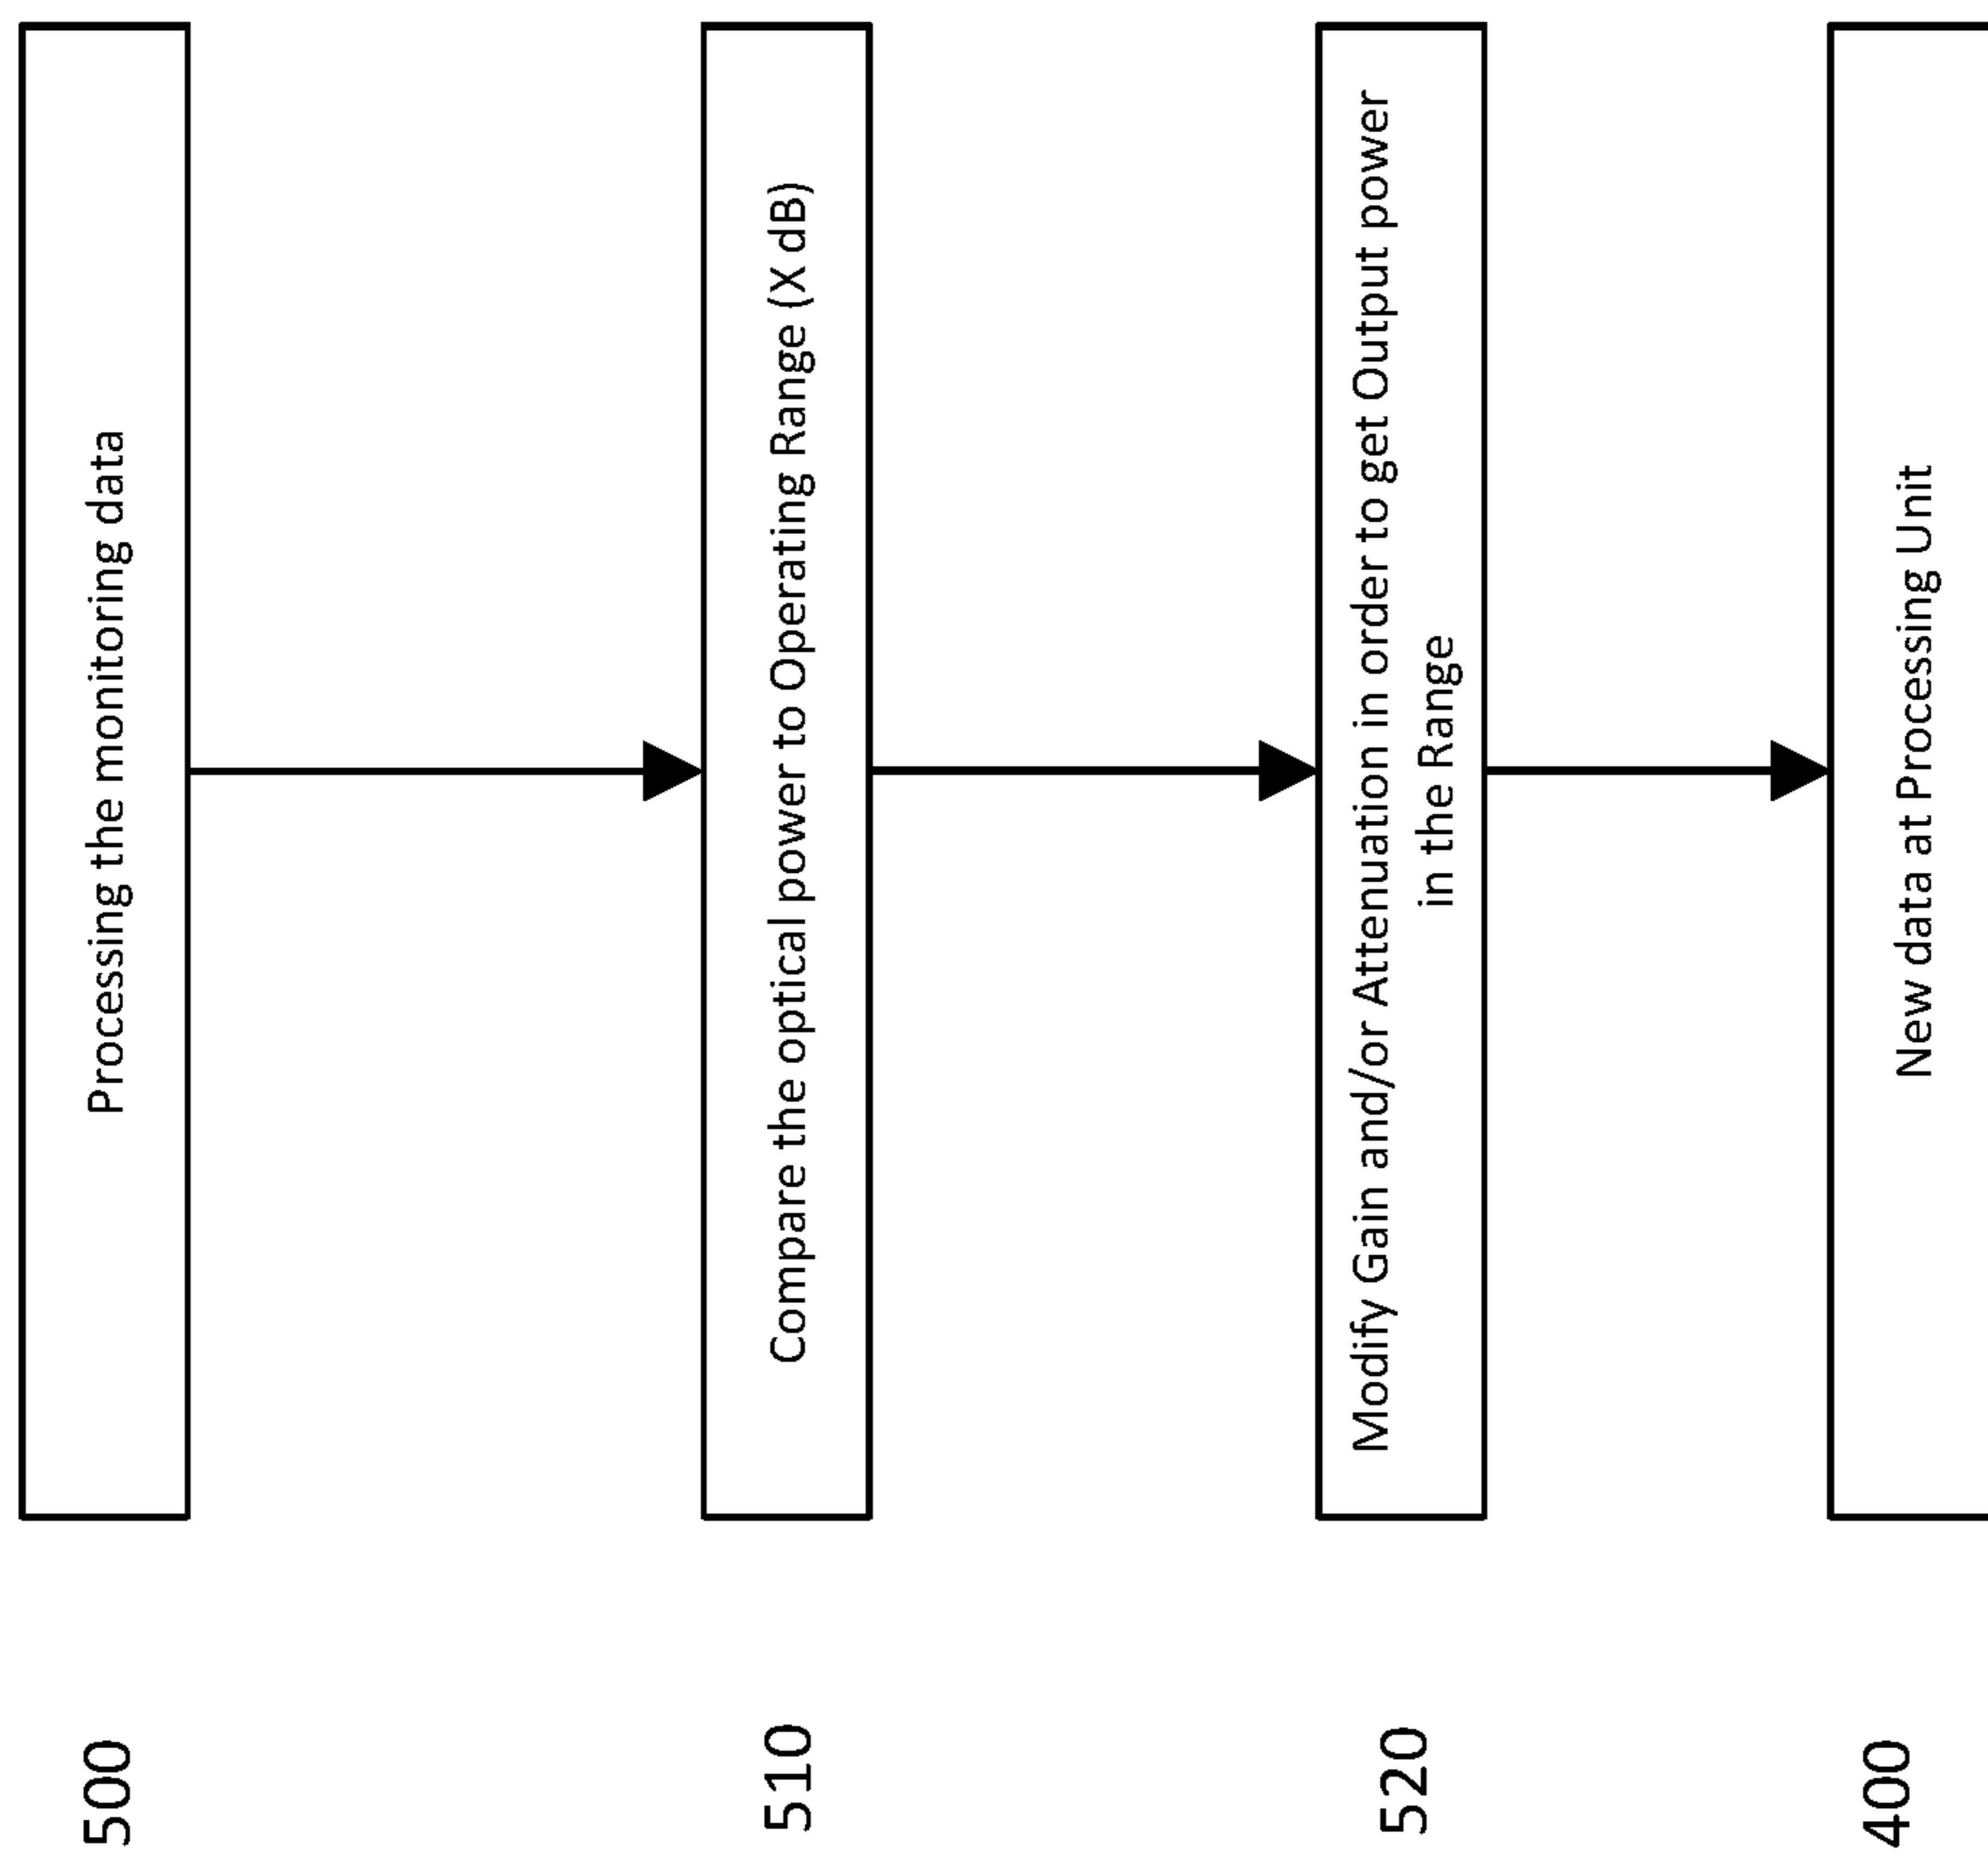 500
Processing the monitoring data
510
Compare the optical power to Operating Range (X dB)
520
Modify Gain and/or Attenuation in order to get Output power
in the Range
400
New data at Processing Unit